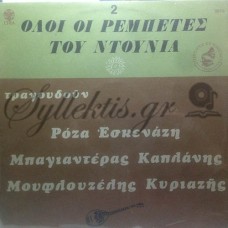 2
ΟΛΟΙ ΟΙ ΡΕΜΠΕΤΕΣ
ΤΟΥ ΝΤΟΥΝΙΑ
τραγουδούν
Syllektis.gr
Ρόζα Εσκενάζη
Μπαγιαντέρας Καπλάνης
Μουφλουζέλης Κυριαζής